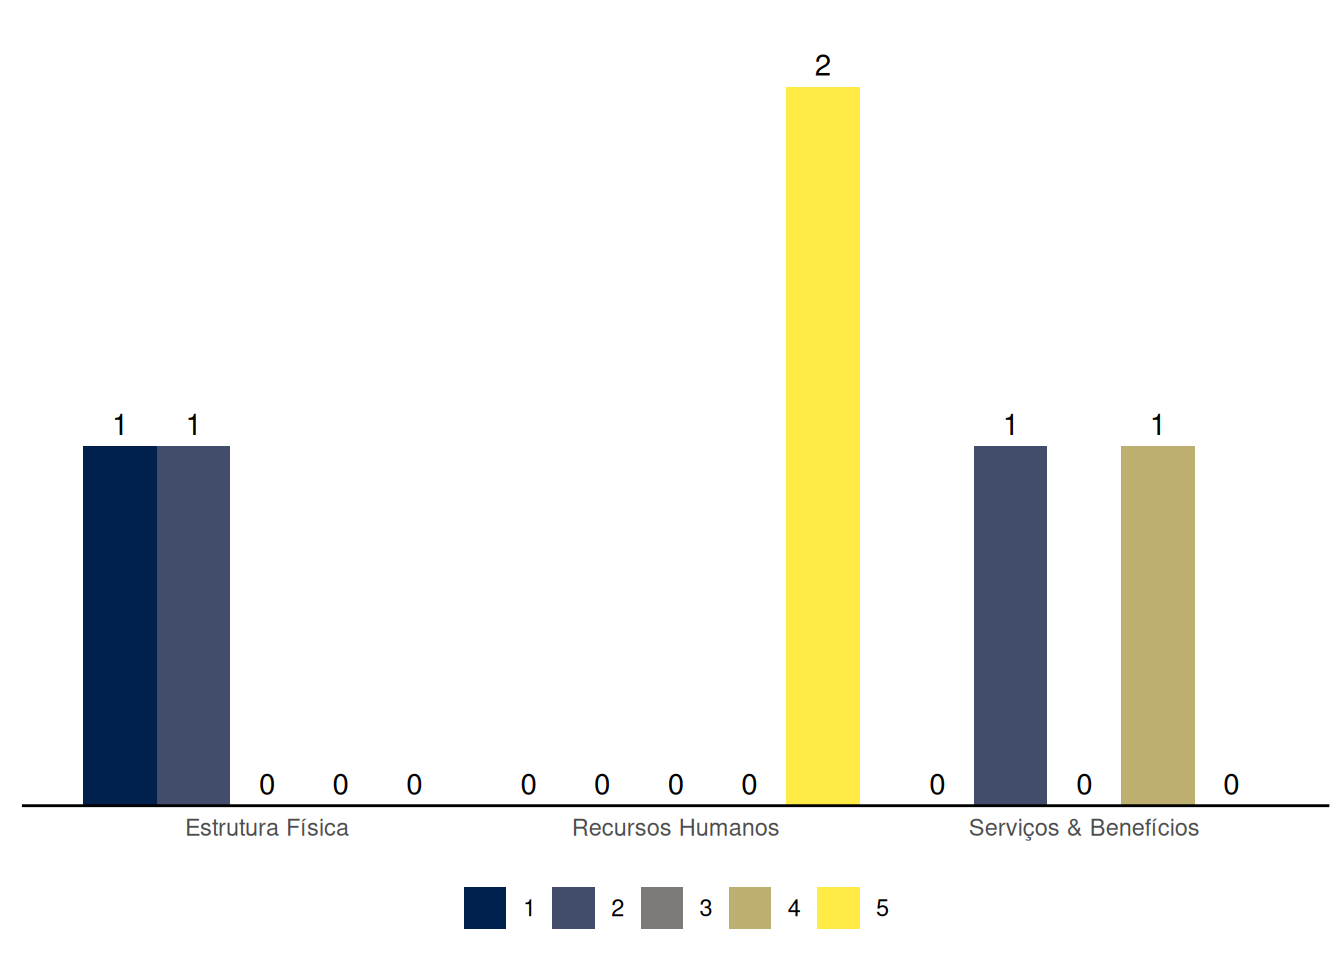 2
1 1 1 1
0 0 0 0 0 0 0 0 0 0
Estrutura Física Recursos Humanos Serviços & Benefícios
1 2 3 4 5